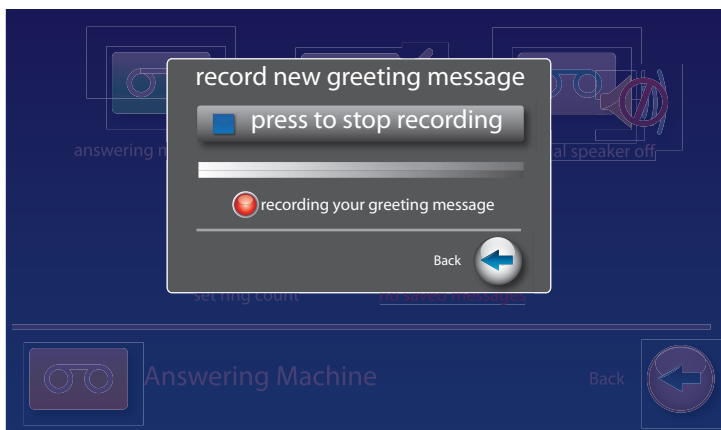 record new greeting message
press to stop recording
answering
al speaker off
recording your greeting message
Back
set ring count
no saved messages
Answering Machine
Back